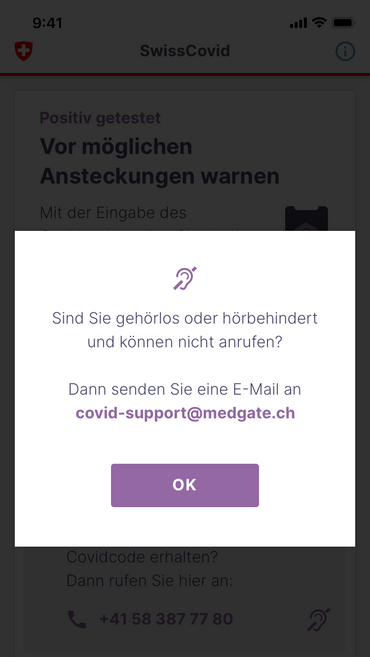 9:41
SwissCovid
Positiv getestet
Vor möglichen
Ansteckungen warnen
Mit der Eingabe des
Sind Sie gehörlos oder hörbehindert
und können nicht anrufen?
Dann senden Sie eine E-Mail an
covid-support@medgate.ch
OK
Covidcode erhalten?
Dann rufen Sie hier an:
+41 58 387 77 80